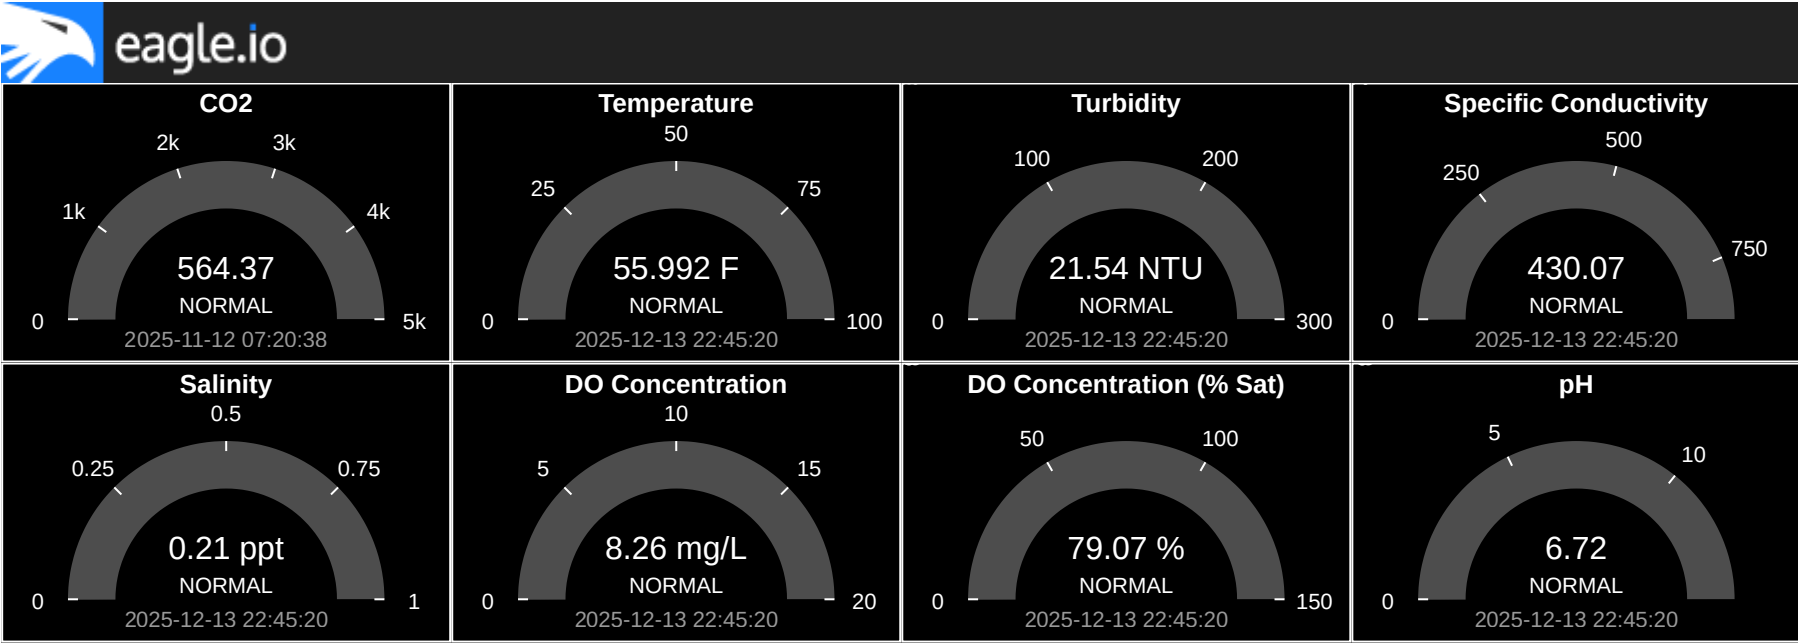 eagle.io
CO2
2k
3k
1k
4k
564.37
NORMAL
0
5k
2025-11-12 07:20:38
Temperature
50
25
75
55.992 F
NORMAL
0
100
2025-12-13 22:45:20
Turbidity
100
200
21.54 NTU
NORMAL
0
300
2025-12-13 22:45:20
Specific Conductivity
500
250
750
430.07
NORMAL
0
2025-12-13 22:45:20
Salinity
0.5
0.25
0.75
0.21 ppt
NORMAL
0
1
2025-12-13 22:45:20
DO Concentration
10
5
15
8.26 mg/L
NORMAL
0
20
2025-12-13 22:45:20
DO Concentration (% Sat)
50
100
79.07 %
NORMAL
0
150
2025-12-13 22:45:20
pH
5
10
6.72
NORMAL
0
2025-12-13 22:45:20